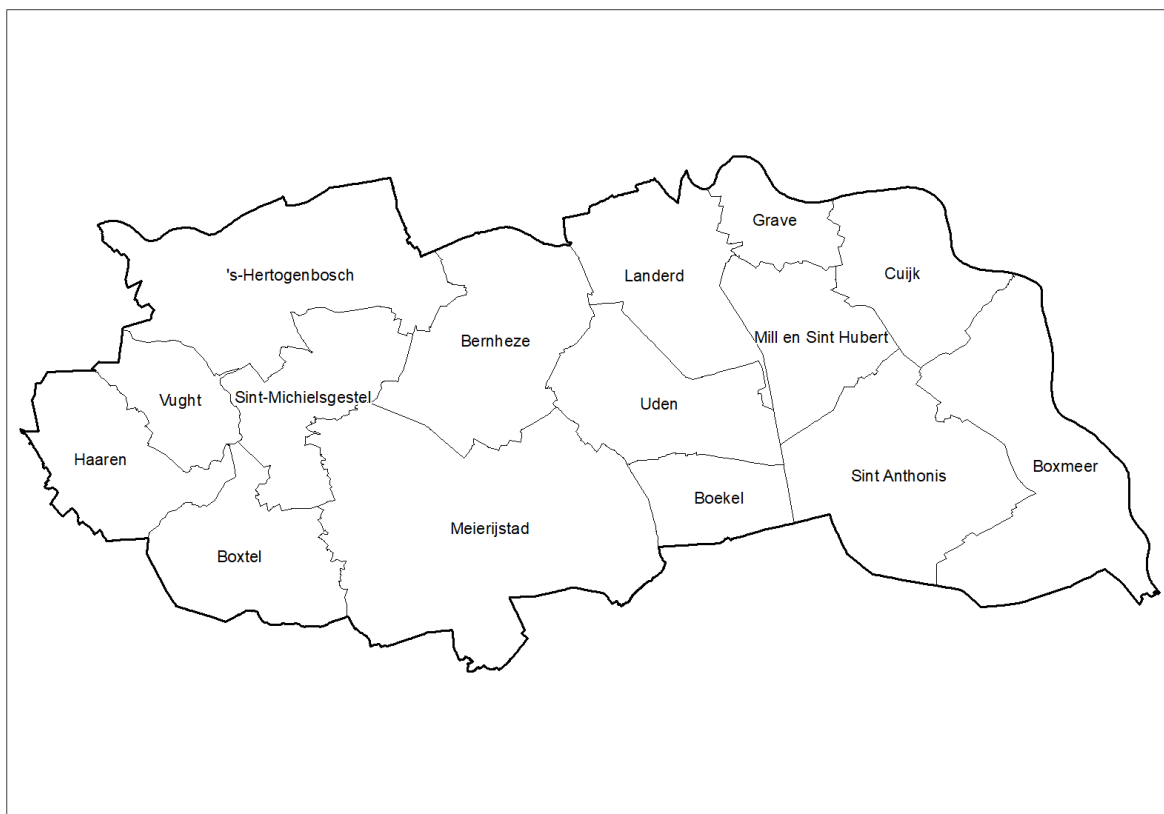 Grave
's-Hertogenbosch
Landerd
Cuijk
Bernheze
Mill en Sint Hubert
Vught
Sint-Michielsgestel
Uden
Haaren
Boxmeer
Sint Anthonis
Boekel
Meierijstad
Boxtel